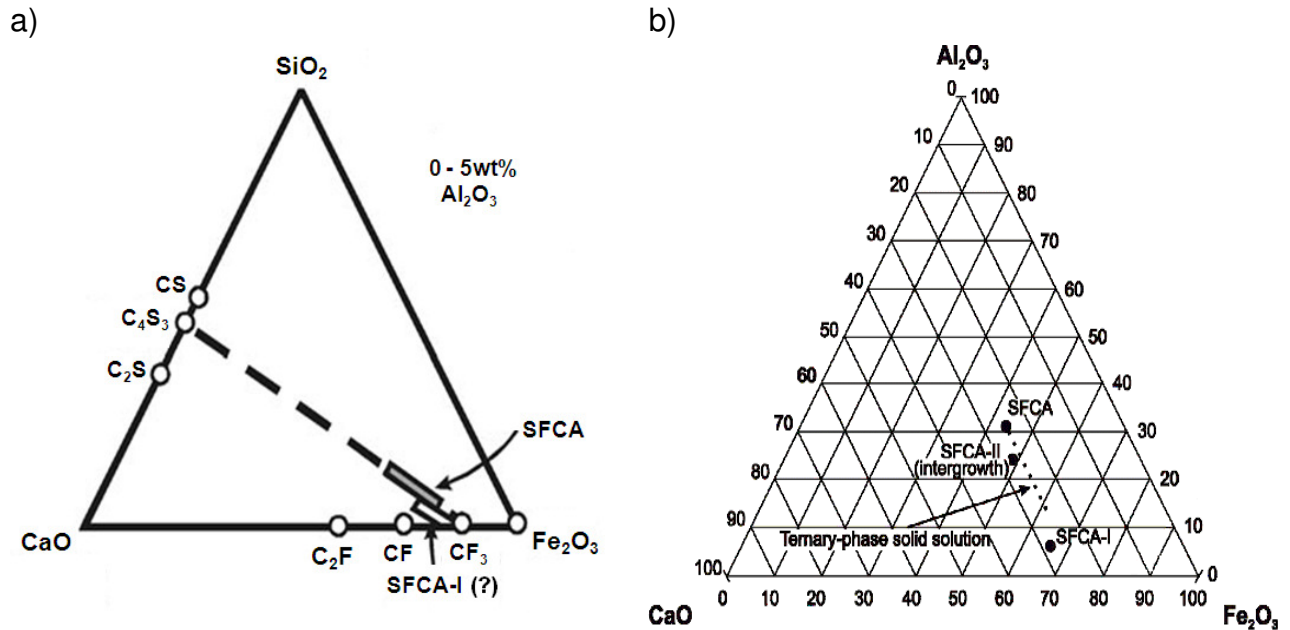 a)
SiO₂
0 - 5wt%
Al₂O₃
CS
C₄S₃
C₂S
SFCA
CaO
C₂F
CF
CF₃
Fe₂O₃
SFCA-I (?)
b)
Al₂O₃
0 100
10 90
20 80
30 70
40 60
50 50
60 40
SFCA
70 30
SFCA-II
(intergrowth)
80 20
90 10
Ternary-phase solid solution
SFCA-I
100 0
0 10 20 30 40 50 60 70 80 90 100
CaO Fe₂O₃